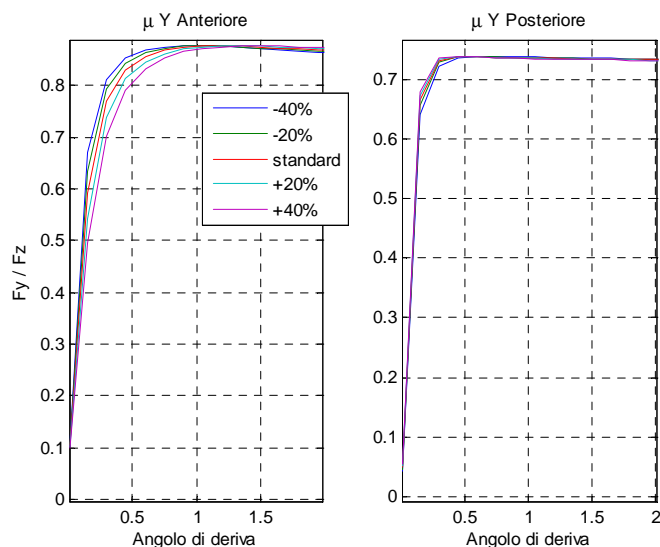 μ Y Anteriore
0.8
0.7
0.6
0.5
0.4
0.3
0.2
0.1
0
Fy / Fz
-40%
-20%
standard
+20%
+40%
0.5 1 1.5
Angolo di deriva
μ Y Posteriore
0.7
0.6
0.5
0.4
0.3
0.2
0.1
0
0.5 1 1.5 2
Angolo di deriva